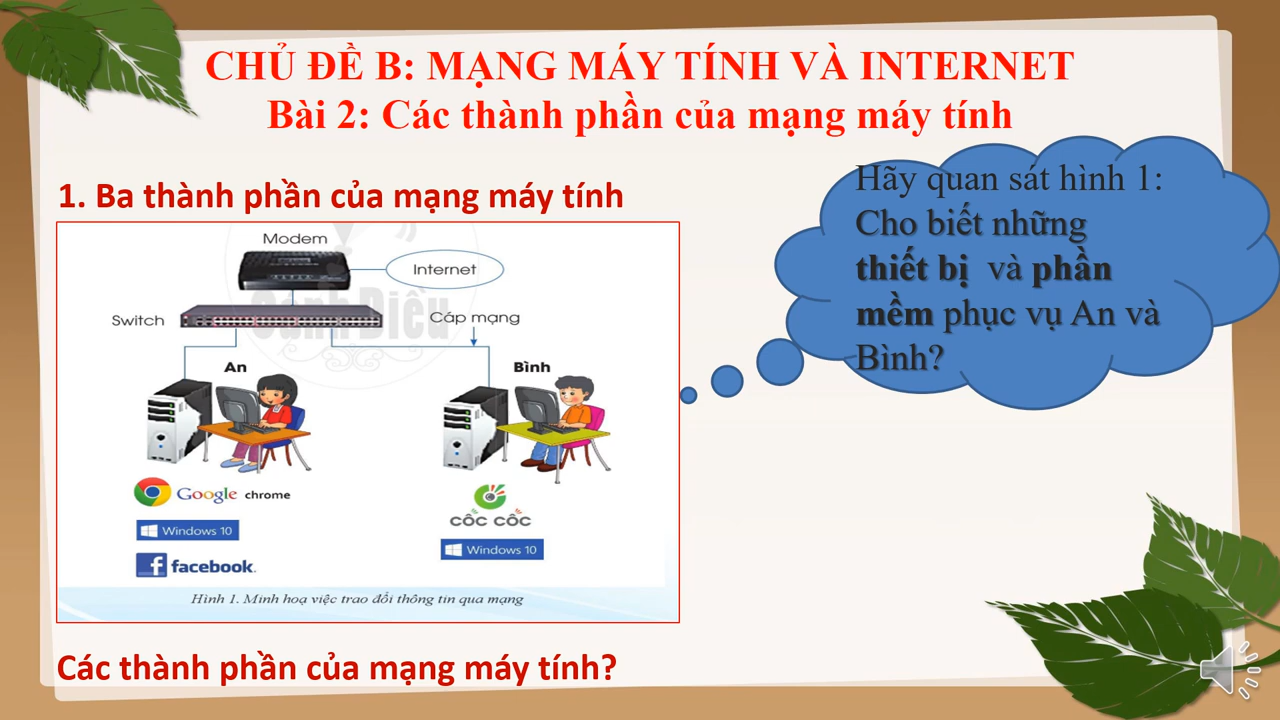 CHỦ ĐỀ B: MẠNG MÁY TÍNH VÀ INTERNET
Bài 2: Các thành phần của mạng máy tính
1. Ba thành phần của mạng máy tính
Modem
Internet
Switch
Cáp mạng
Cánh Diều
An
Bình
Google chrome
Windows 10
facebook.
CỐC CỐC
Windows 10
Hình 1. Minh hoạ việc trao đổi thông tin qua mạng
Hãy quan sát hình 1:
Cho biết những
thiết bị và phần
mềm phục vụ An và
Bình?
Các thành phần của mạng máy tính?